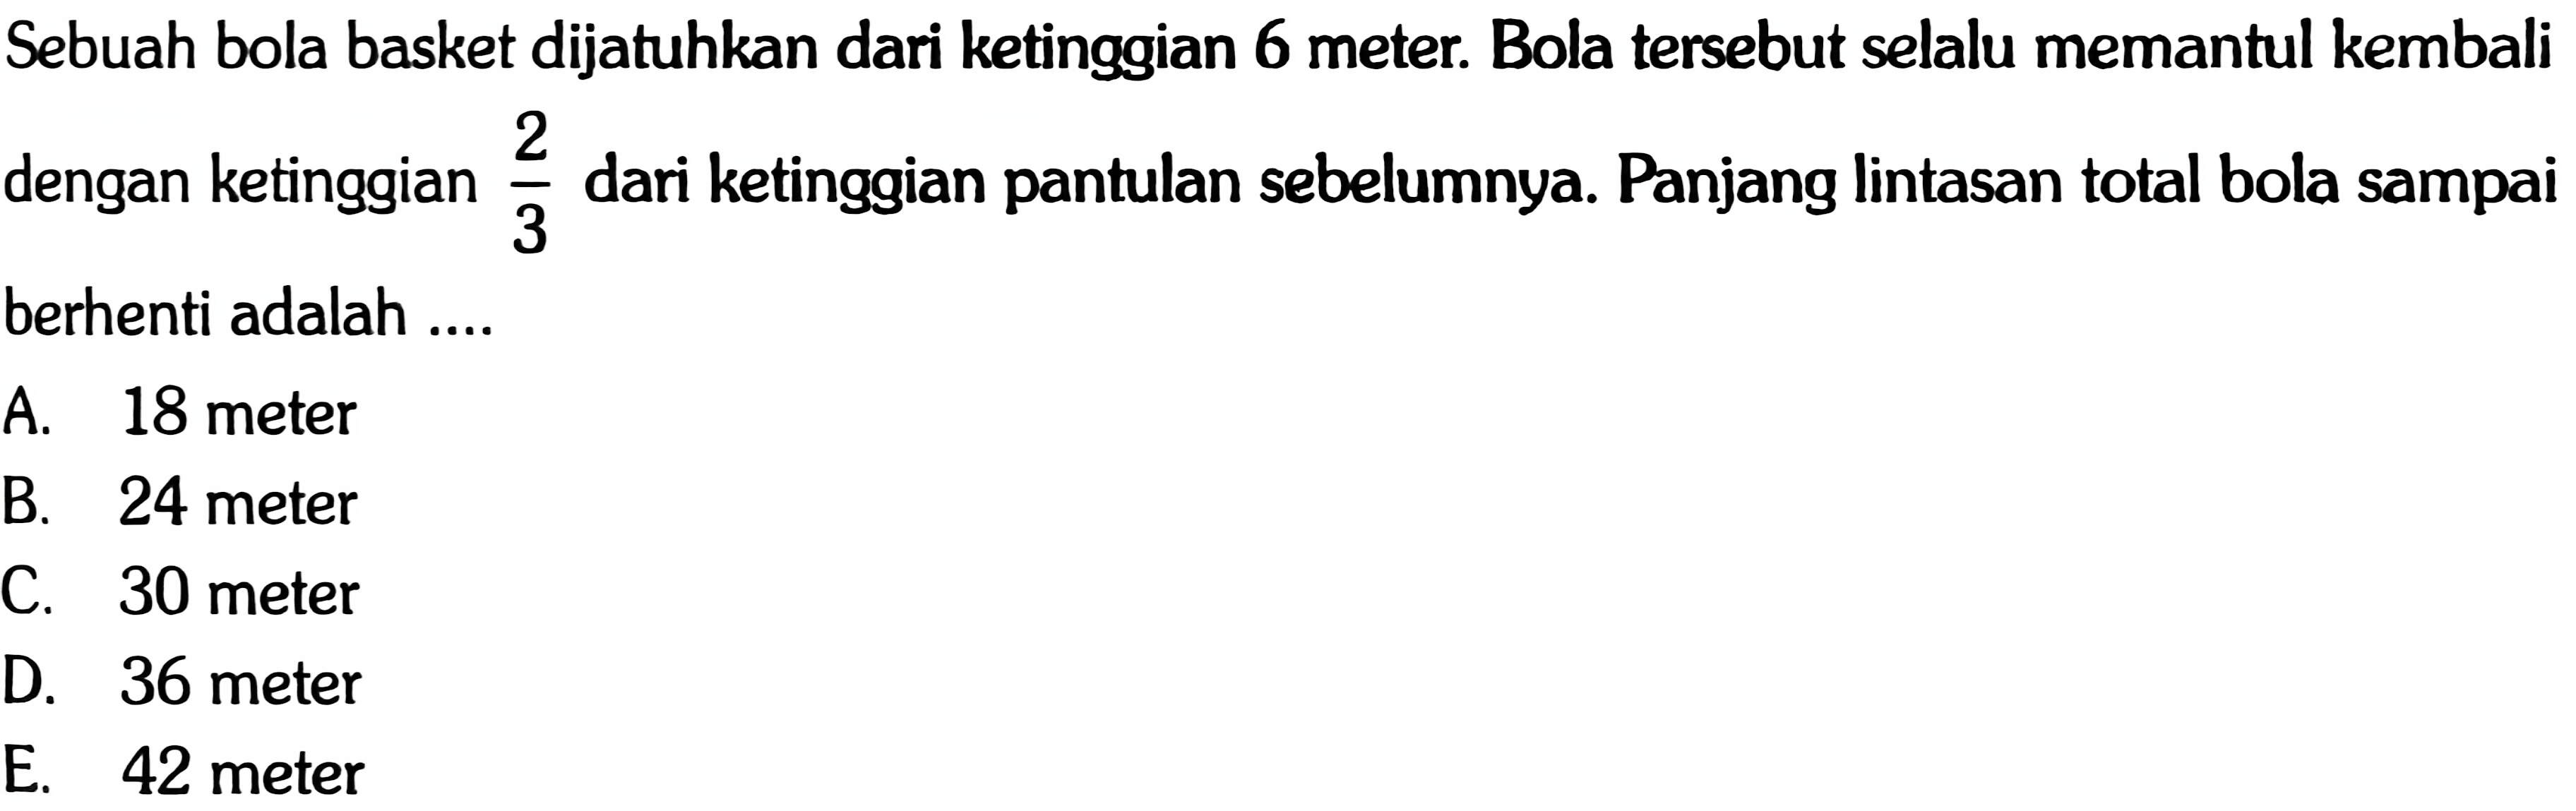 Sebuah bola basket dijatuhkan dari ketinggian 6 meter. Bola tersebut selalu memantul kembali
dengan ketinggian 2/3 dari ketinggian pantulan sebelumnya. Panjang lintasan total bola sampai
berhenti adalah ....
A. 18 meter
B. 24 meter
C. 30 meter
D. 36 meter
E. 42 meter